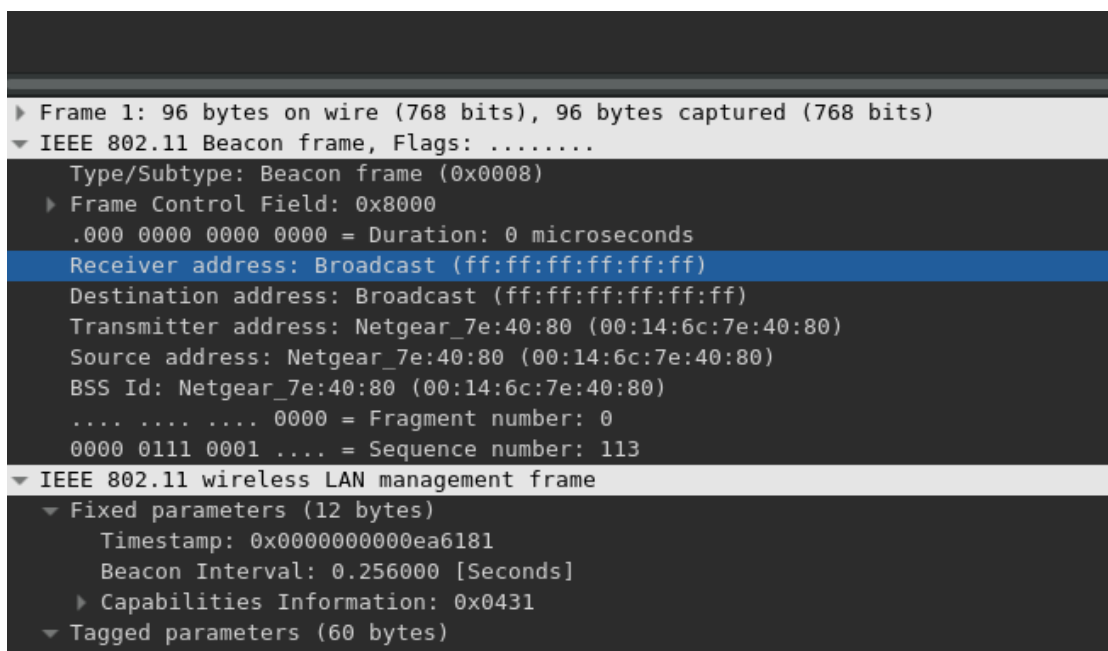 Frame 1: 96 bytes on wire (768 bits), 96 bytes captured (768 bits)
IEEE 802.11 Beacon frame, Flags: ........
Type/Subtype: Beacon frame (0x0008)
Frame Control Field: 0x8000
.000 0000 0000 0000 = Duration: 0 microseconds
Receiver address: Broadcast (ff:ff:ff:ff:ff:ff)
Destination address: Broadcast (ff:ff:ff:ff:ff:ff)
Transmitter address: Netgear_7e:40:80 (00:14:6c:7e:40:80)
Source address: Netgear_7e:40:80 (00:14:6c:7e:40:80)
BSS Id: Netgear_7e:40:80 (00:14:6c:7e:40:80)
.... .... .... 0000 = Fragment number: 0
0000 0111 0001 .... = Sequence number: 113
IEEE 802.11 wireless LAN management frame
Fixed parameters (12 bytes)
Timestamp: 0x0000000000ea6181
Beacon Interval: 0.256000 [Seconds]
Capabilities Information: 0x0431
Tagged parameters (60 bytes)